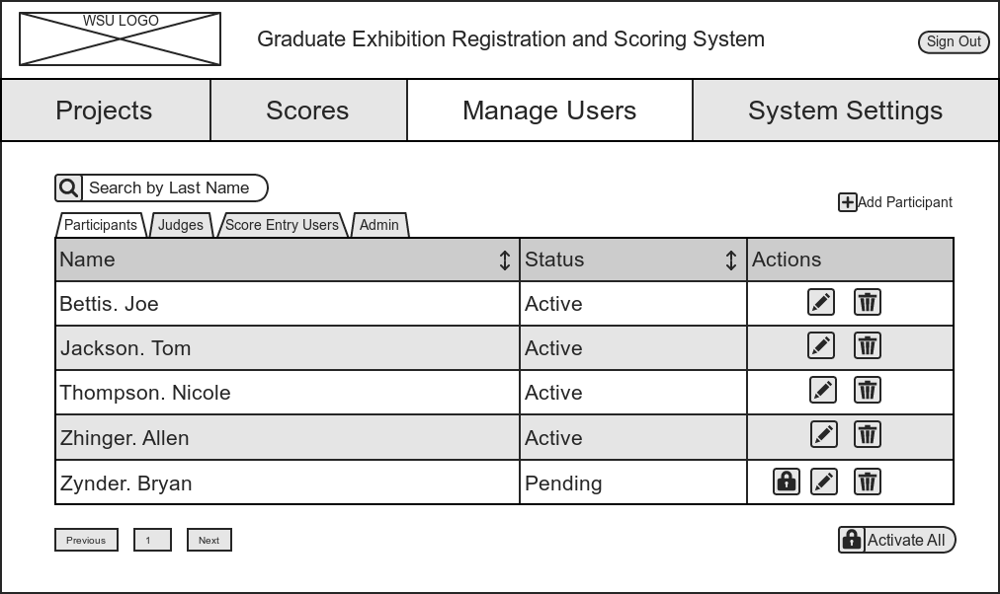 WSU LOGO
Graduate Exhibition Registration and Scoring System
Sign Out
Projects
Scores
Manage Users
System Settings
Search by Last Name
Add Participant
Participants
Judges
Score Entry Users
Admin
Name
Status
Actions
Bettis. Joe
Active
Jackson. Tom
Active
Thompson. Nicole
Active
Zhinger. Allen
Active
Zynder. Bryan
Pending
Previous
1
Next
Activate All